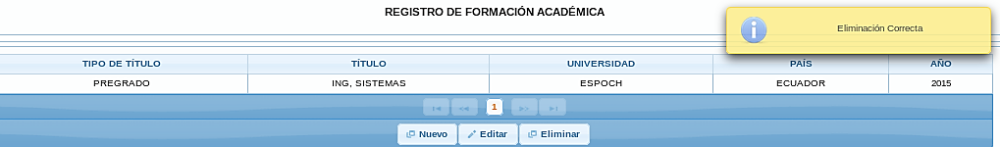 REGISTRO DE FORMACIÓN ACADÉMICA
Eliminación Correcta
TIPO DE TÍTULO TÍTULO UNIVERSIDAD PAÍS AÑO
PREGRADO ING, SISTEMAS ESPOCH ECUADOR 2015
1
Nuevo Editar Eliminar